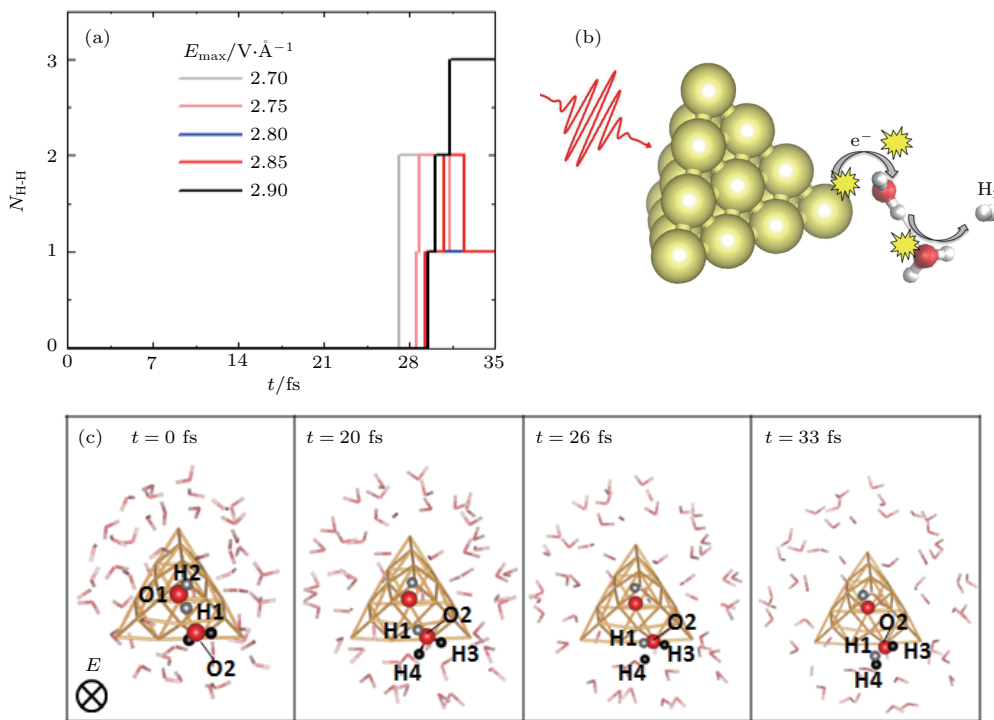 (a)
E_max/V·Å⁻¹
2.70
2.75
2.80
2.85
2.90
N_H-H
3
2
1
0
0 7 14 21 28 35
t/fs
(b)
e⁻
(c) t = 0 fs
H2
O1
H1
O2
E
t = 20 fs
O2
H1
H3
H4
t = 26 fs
O2
H1
H3
H4
t = 33 fs
O2
H1
H3
H4